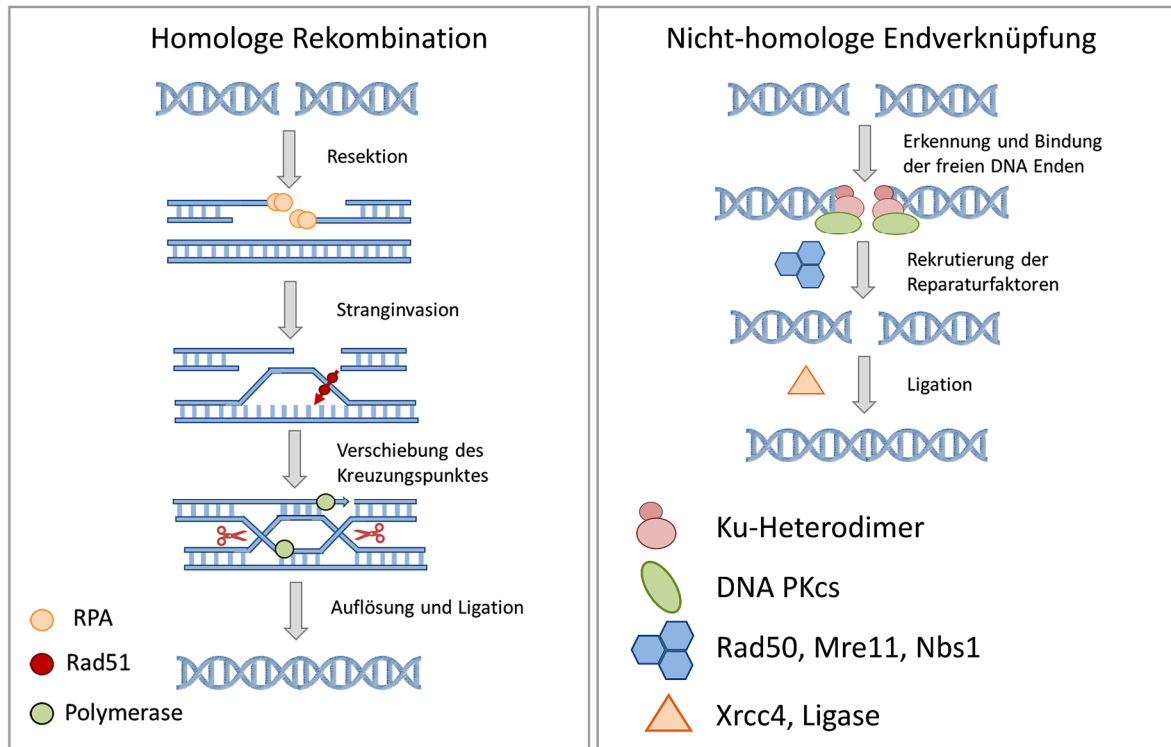 Homologe Rekombination
Resektion
Stranginvasion
Verschiebung des
Kreuzungspunktes
Auflösung und Ligation
RPA
Rad51
Polymerase
Nicht-homologe Endverknüpfung
Erkennung und Bindung
der freien DNA Enden
Rekrutierung der
Reparaturfaktoren
Ligation
Ku-Heterodimer
DNA PKcs
Rad50, Mre11, Nbs1
Xrcc4, Ligase